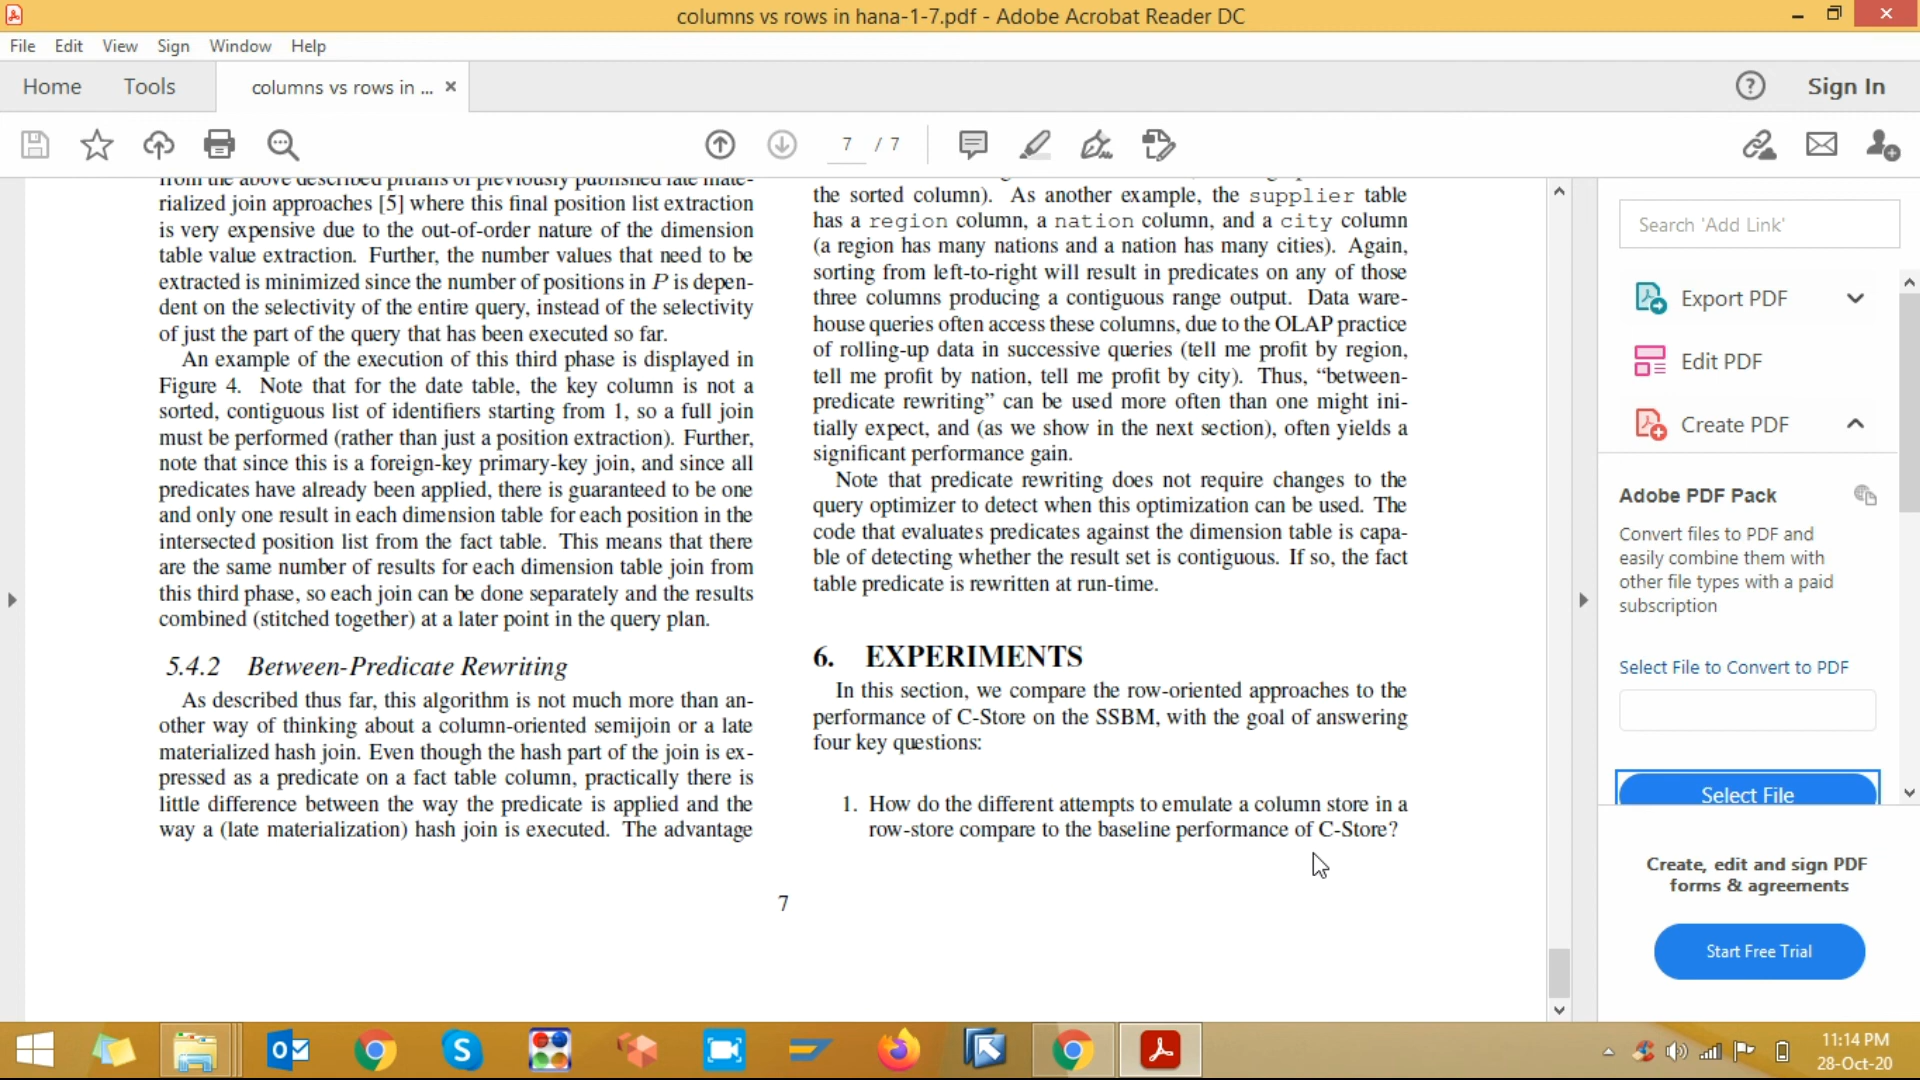 columns vs rows in hana-1-7.pdf - Adobe Acrobat Reader DC
File Edit View Sign Window Help
Home Tools columns vs rows in ... × ? Sign In
7 / 7
from the above described pitfalls of previously published late mate-
rialized join approaches [5] where this final position list extraction
is very expensive due to the out-of-order nature of the dimension
table value extraction. Further, the number values that need to be
extracted is minimized since the number of positions in P is depen-
dent on the selectivity of the entire query, instead of the selectivity
of just the part of the query that has been executed so far.
An example of the execution of this third phase is displayed in
Figure 4. Note that for the date table, the key column is not a
sorted, contiguous list of identifiers starting from 1, so a full join
must be performed (rather than just a position extraction). Further,
note that since this is a foreign-key primary-key join, and since all
predicates have already been applied, there is guaranteed to be one
and only one result in each dimension table for each position in the
intersected position list from the fact table. This means that there
are the same number of results for each dimension table join from
this third phase, so each join can be done separately and the results
combined (stitched together) at a later point in the query plan.
5.4.2 Between-Predicate Rewriting
As described thus far, this algorithm is not much more than an-
other way of thinking about a column-oriented semijoin or a late
materialized hash join. Even though the hash part of the join is ex-
pressed as a predicate on a fact table column, practically there is
little difference between the way the predicate is applied and the
way a (late materialization) hash join is executed. The advantage
the sorted column). As another example, the supplier table
has a region column, a nation column, and a city column
(a region has many nations and a nation has many cities). Again,
sorting from left-to-right will result in predicates on any of those
three columns producing a contiguous range output. Data ware-
house queries often access these columns, due to the OLAP practice
of rolling-up data in successive queries (tell me profit by region,
tell me profit by nation, tell me profit by city). Thus, “between-
predicate rewriting” can be used more often than one might ini-
tially expect, and (as we show in the next section), often yields a
significant performance gain.
Note that predicate rewriting does not require changes to the
query optimizer to detect when this optimization can be used. The
code that evaluates predicates against the dimension table is capa-
ble of detecting whether the result set is contiguous. If so, the fact
table predicate is rewritten at run-time.
6. EXPERIMENTS
In this section, we compare the row-oriented approaches to the
performance of C-Store on the SSBM, with the goal of answering
four key questions:
1. How do the different attempts to emulate a column store in a
row-store compare to the baseline performance of C-Store?
7
Search 'Add Link'
Export PDF
Edit PDF
Create PDF
Adobe PDF Pack
Convert files to PDF and
easily combine them with
other file types with a paid
subscription
Select File to Convert to PDF
Select File
Create, edit and sign PDF
forms & agreements
Start Free Trial
11:14 PM
28-Oct-20